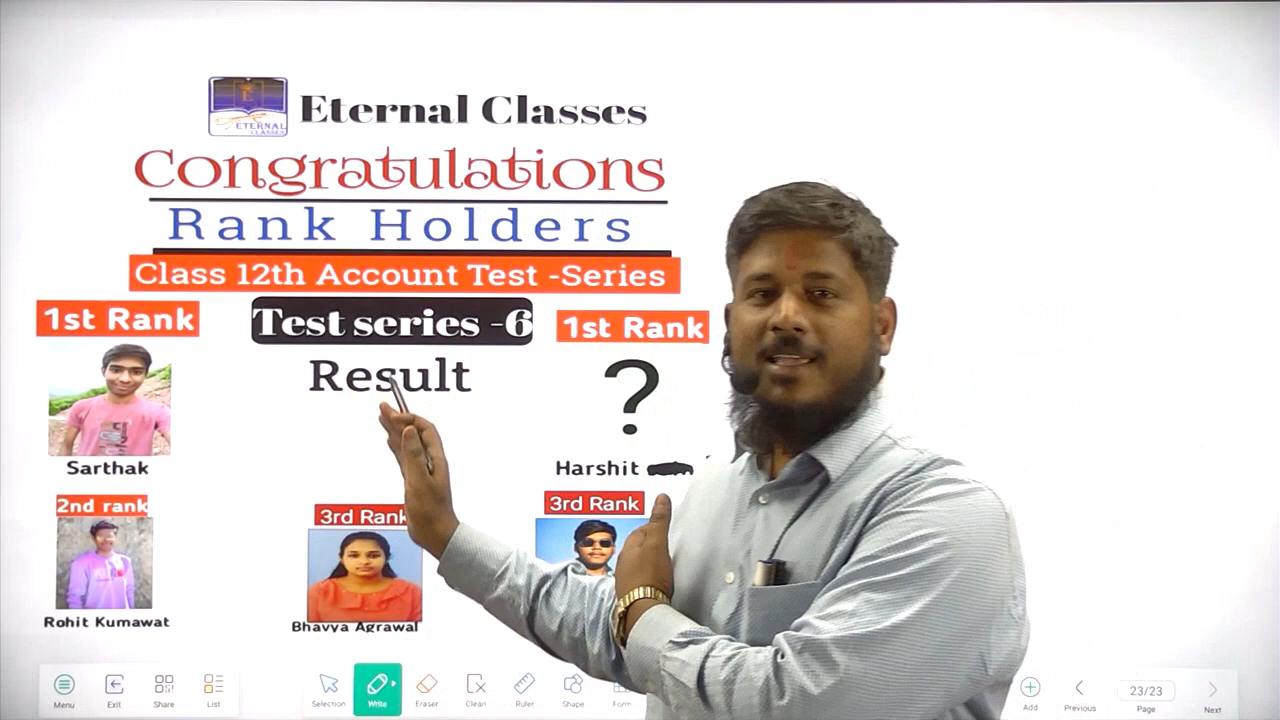 ETERNAL
CLASSES
Eternal Classes
Congratulations
Rank Holders
Class 12th Account Test -Series
1st Rank
Test series -6
1st Rank
Result
?
Sarthak
Harshit
2nd rank
3rd Rank
3rd Rank
Rohit Kumawat
Bhavya Agrawal
Menu
Exit
Share
List
Selection
Write
Eraser
Clean
Ruler
Shape
Form
Add
Previous
23/23
Page
Next